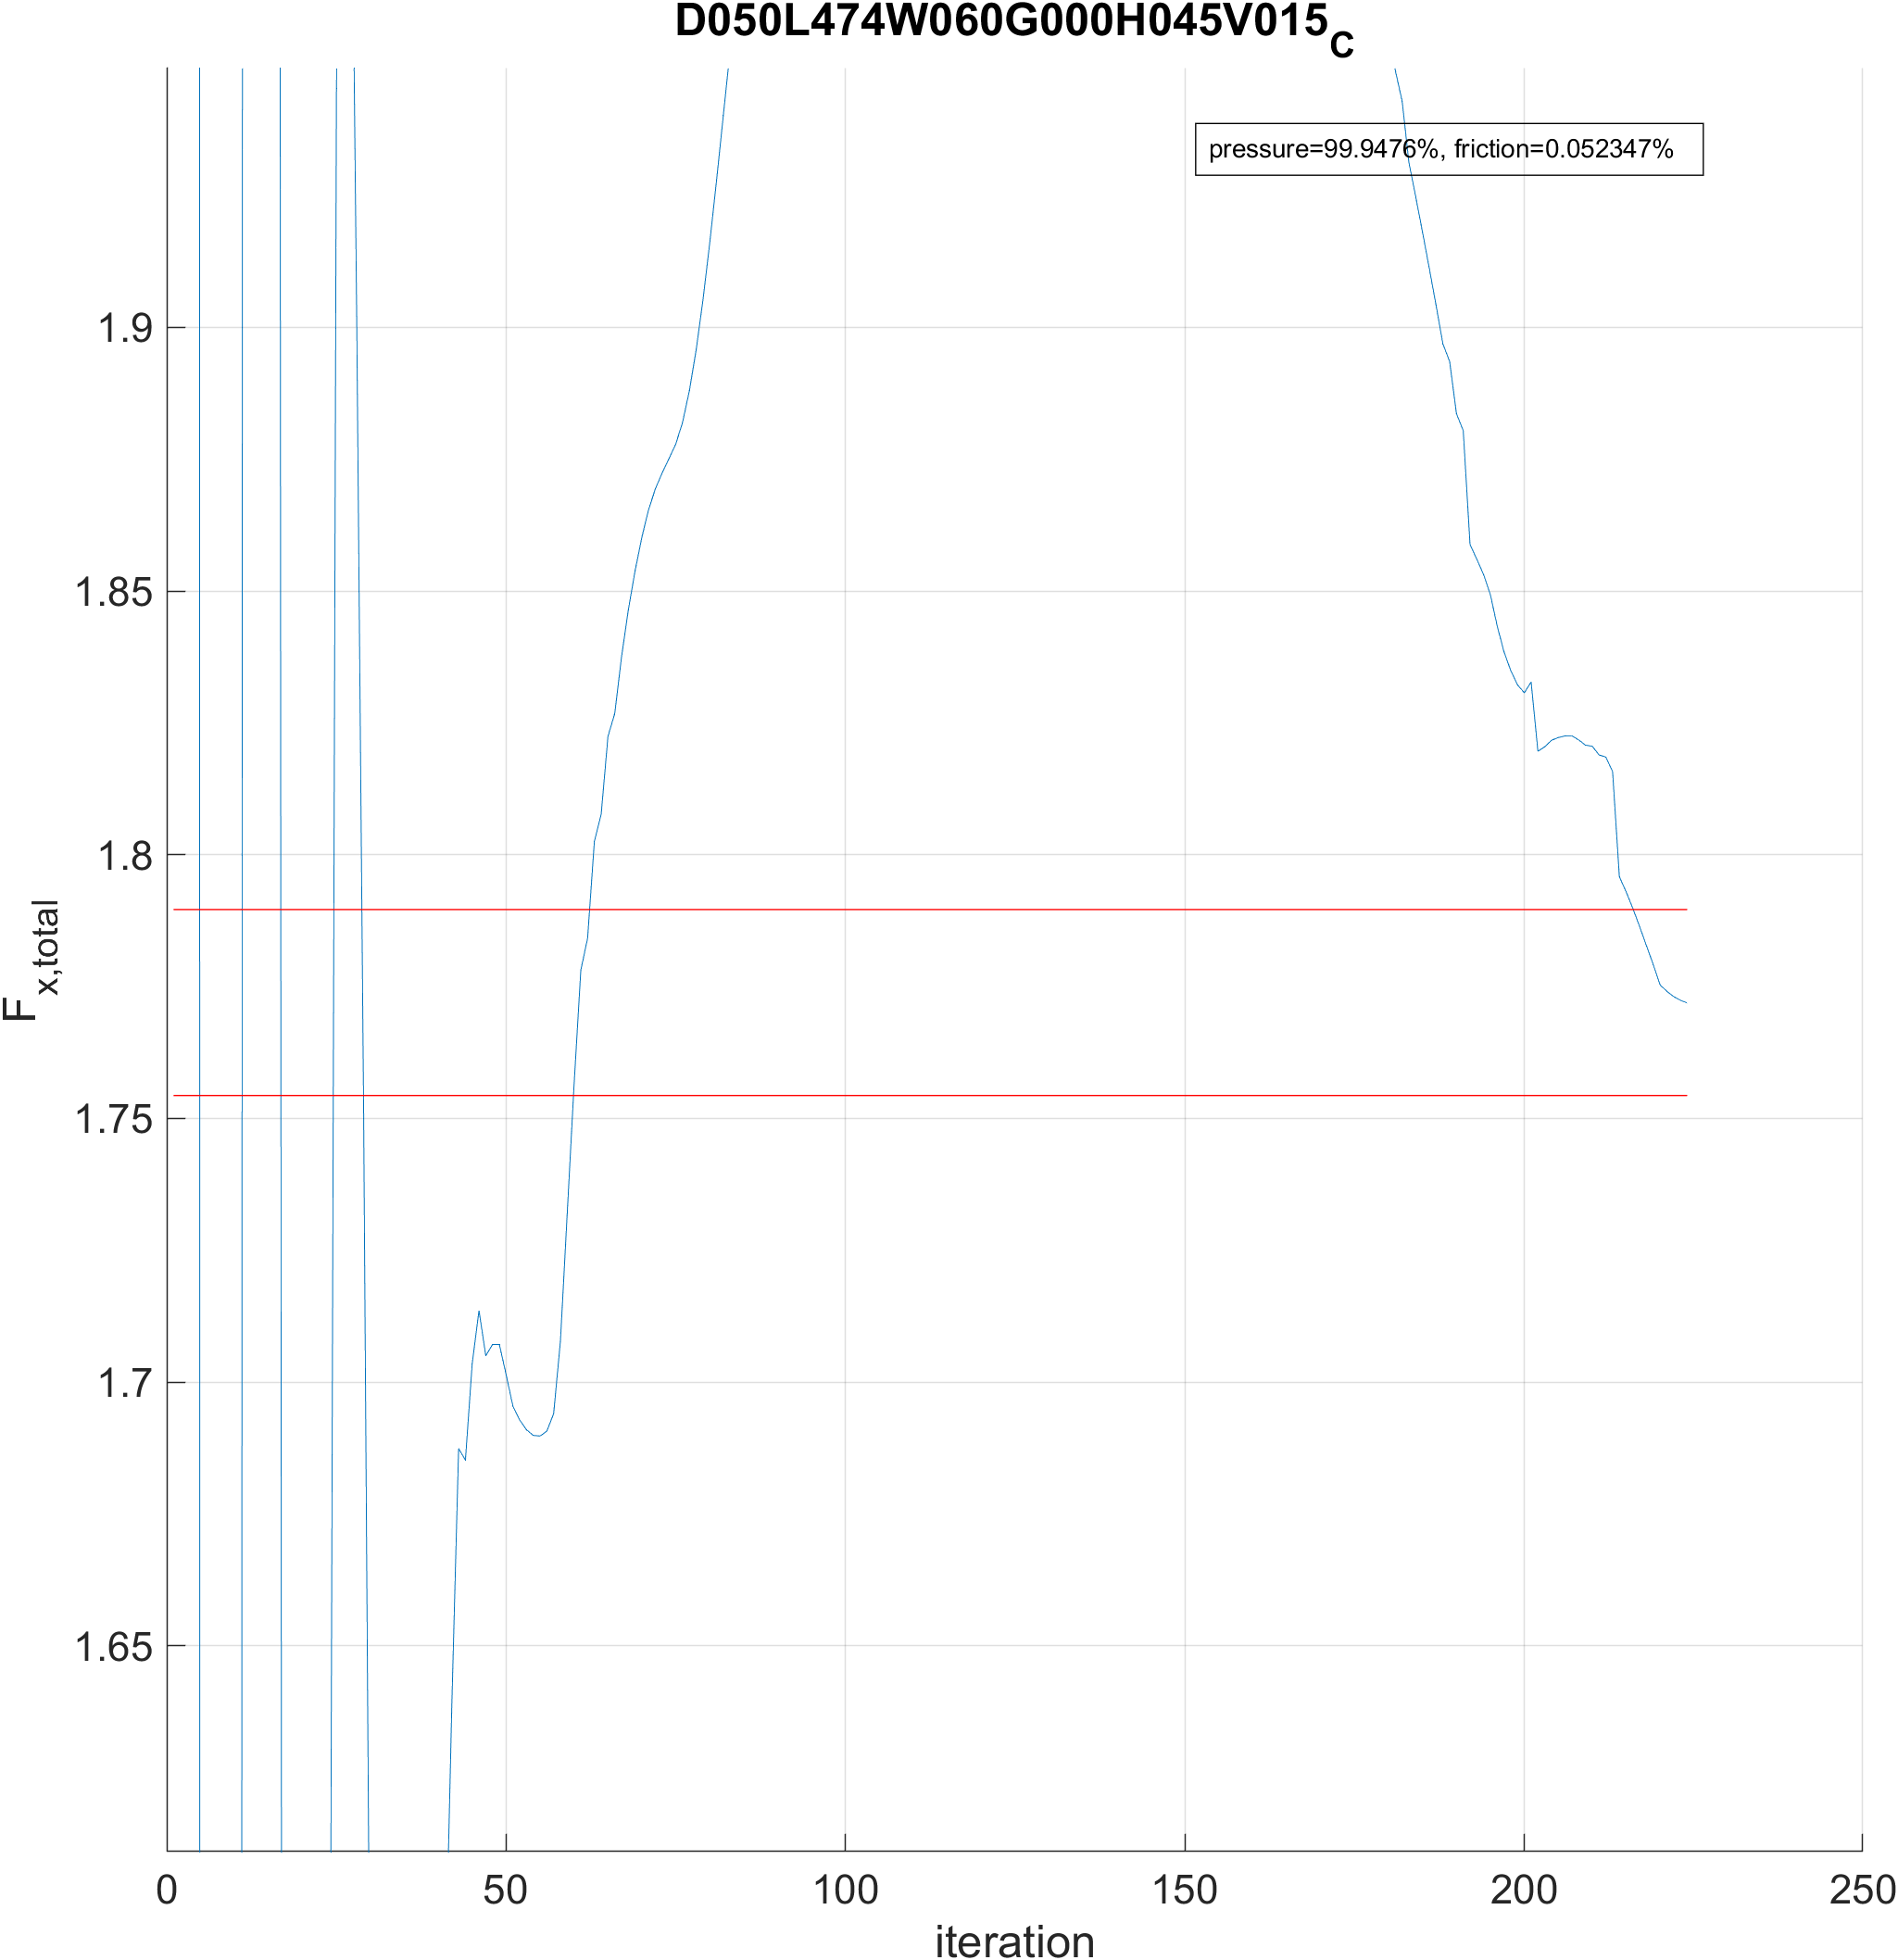 D050L474W060G000H045V015C
pressure=99.9476%, friction=0.052347%
1.9
1.85
1.8
1.75
1.7
1.65
Fx,total
0 50 100 150 200 250
iteration